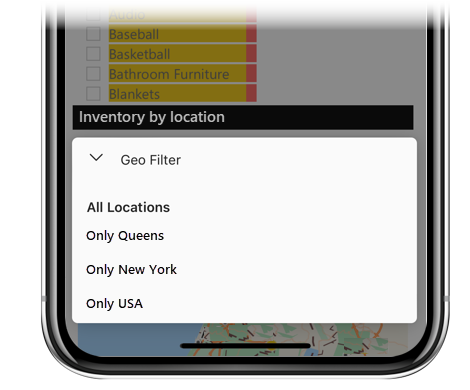 Audio
Baseball
Basketball
Bathroom Furniture
Blankets
Inventory by location
Geo Filter
All Locations
Only Queens
Only New York
Only USA